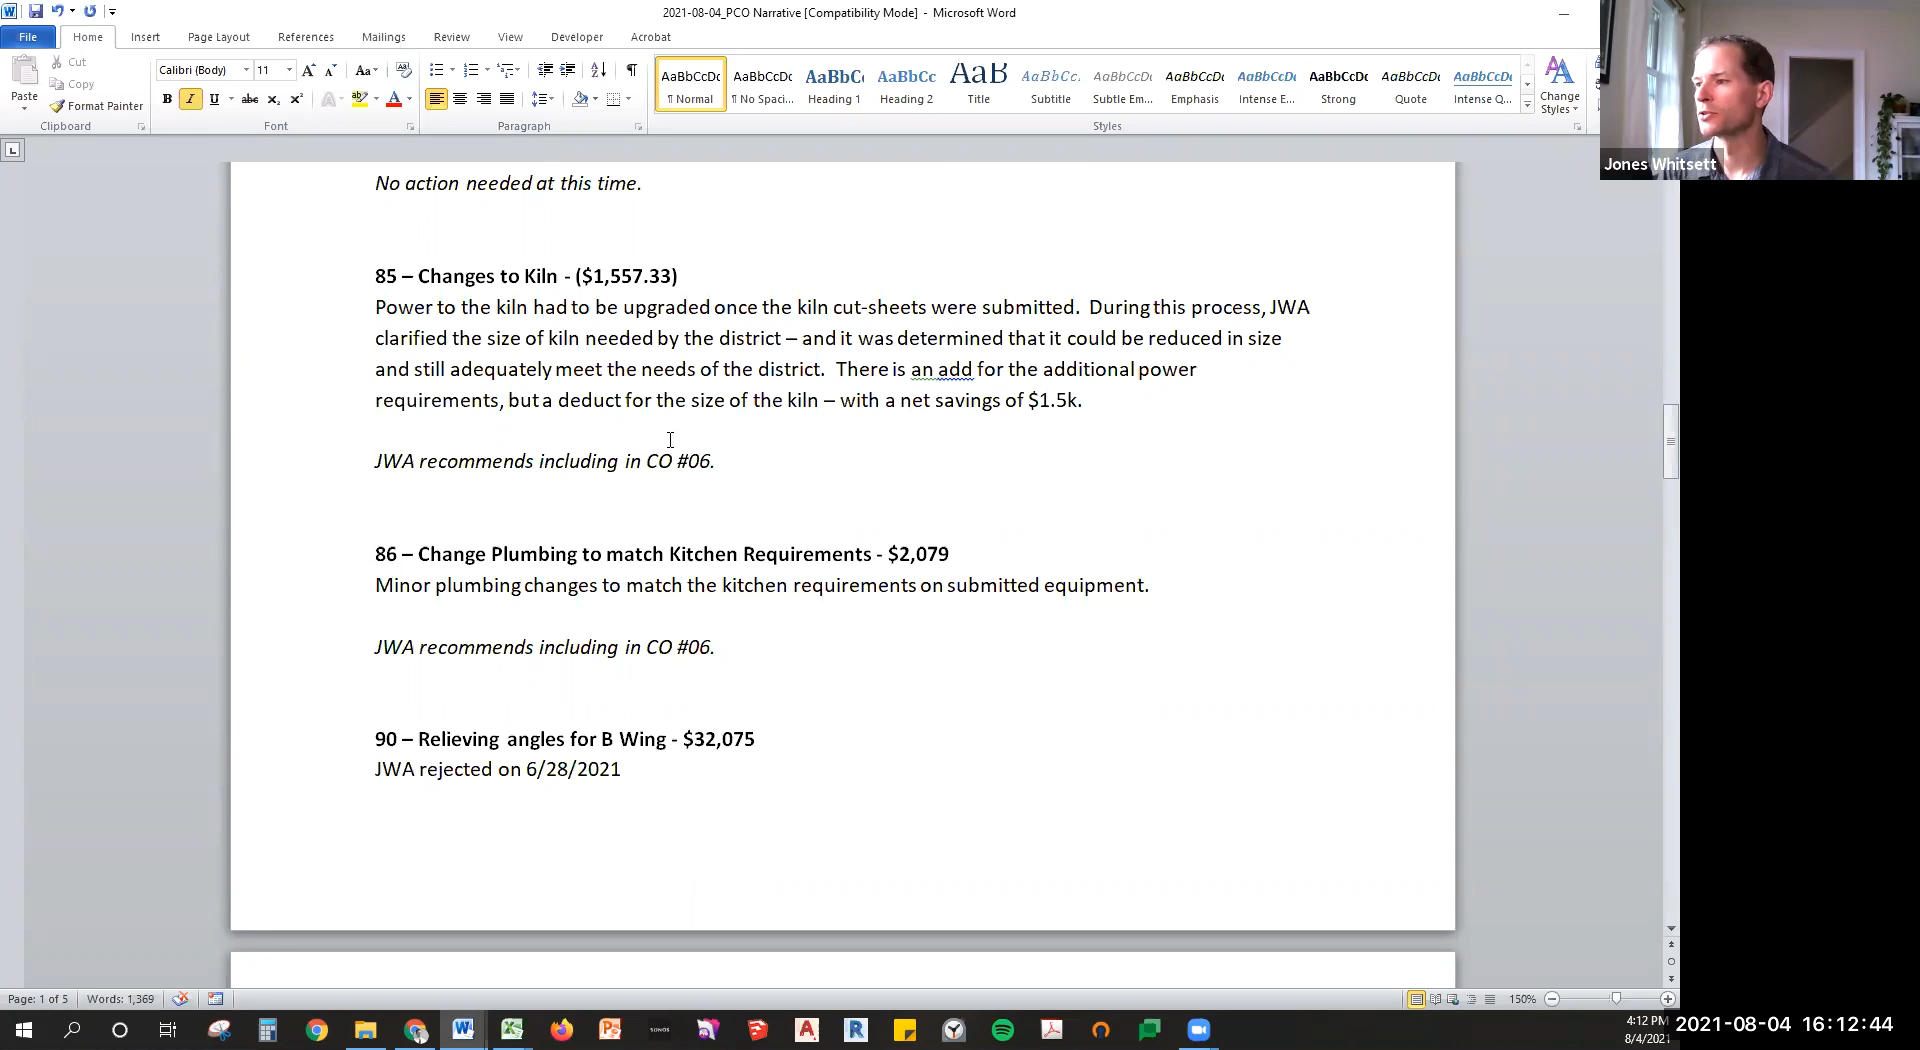 2021-08-04_PCO Narrative [Compatibility Mode] - Microsoft Word
File Home Insert Page Layout References Mailings Review View Developer Acrobat
Paste
Cut
Copy
Format Painter
Clipboard
Calibri (Body) 11
Font
Paragraph
AaBbCcDc AaBbCcDc AaBbC AaBbCc AaB AaBbCc. AaBbCcDc AaBbCcDc AaBbCcDc AaBbCcDc AaBbCcDc AaBbCcDc
¶ Normal ¶ No Spaci... Heading 1 Heading 2 Title Subtitle Subtle Em... Emphasis Intense E... Strong Quote Intense Q...
Change
Styles
Styles
Jones Whitsett
No action needed at this time.
85 – Changes to Kiln - ($1,557.33)
Power to the kiln had to be upgraded once the kiln cut-sheets were submitted. During this process, JWA
clarified the size of kiln needed by the district – and it was determined that it could be reduced in size
and still adequately meet the needs of the district. There is an add for the additional power
requirements, but a deduct for the size of the kiln – with a net savings of $1.5k.
JWA recommends including in CO #06.
86 – Change Plumbing to match Kitchen Requirements - $2,079
Minor plumbing changes to match the kitchen requirements on submitted equipment.
JWA recommends including in CO #06.
90 – Relieving angles for B Wing - $32,075
JWA rejected on 6/28/2021
Page: 1 of 5 Words: 1,369
150%
SONOS
4:12 PM
8/4/2021
2021-08-04 16:12:44